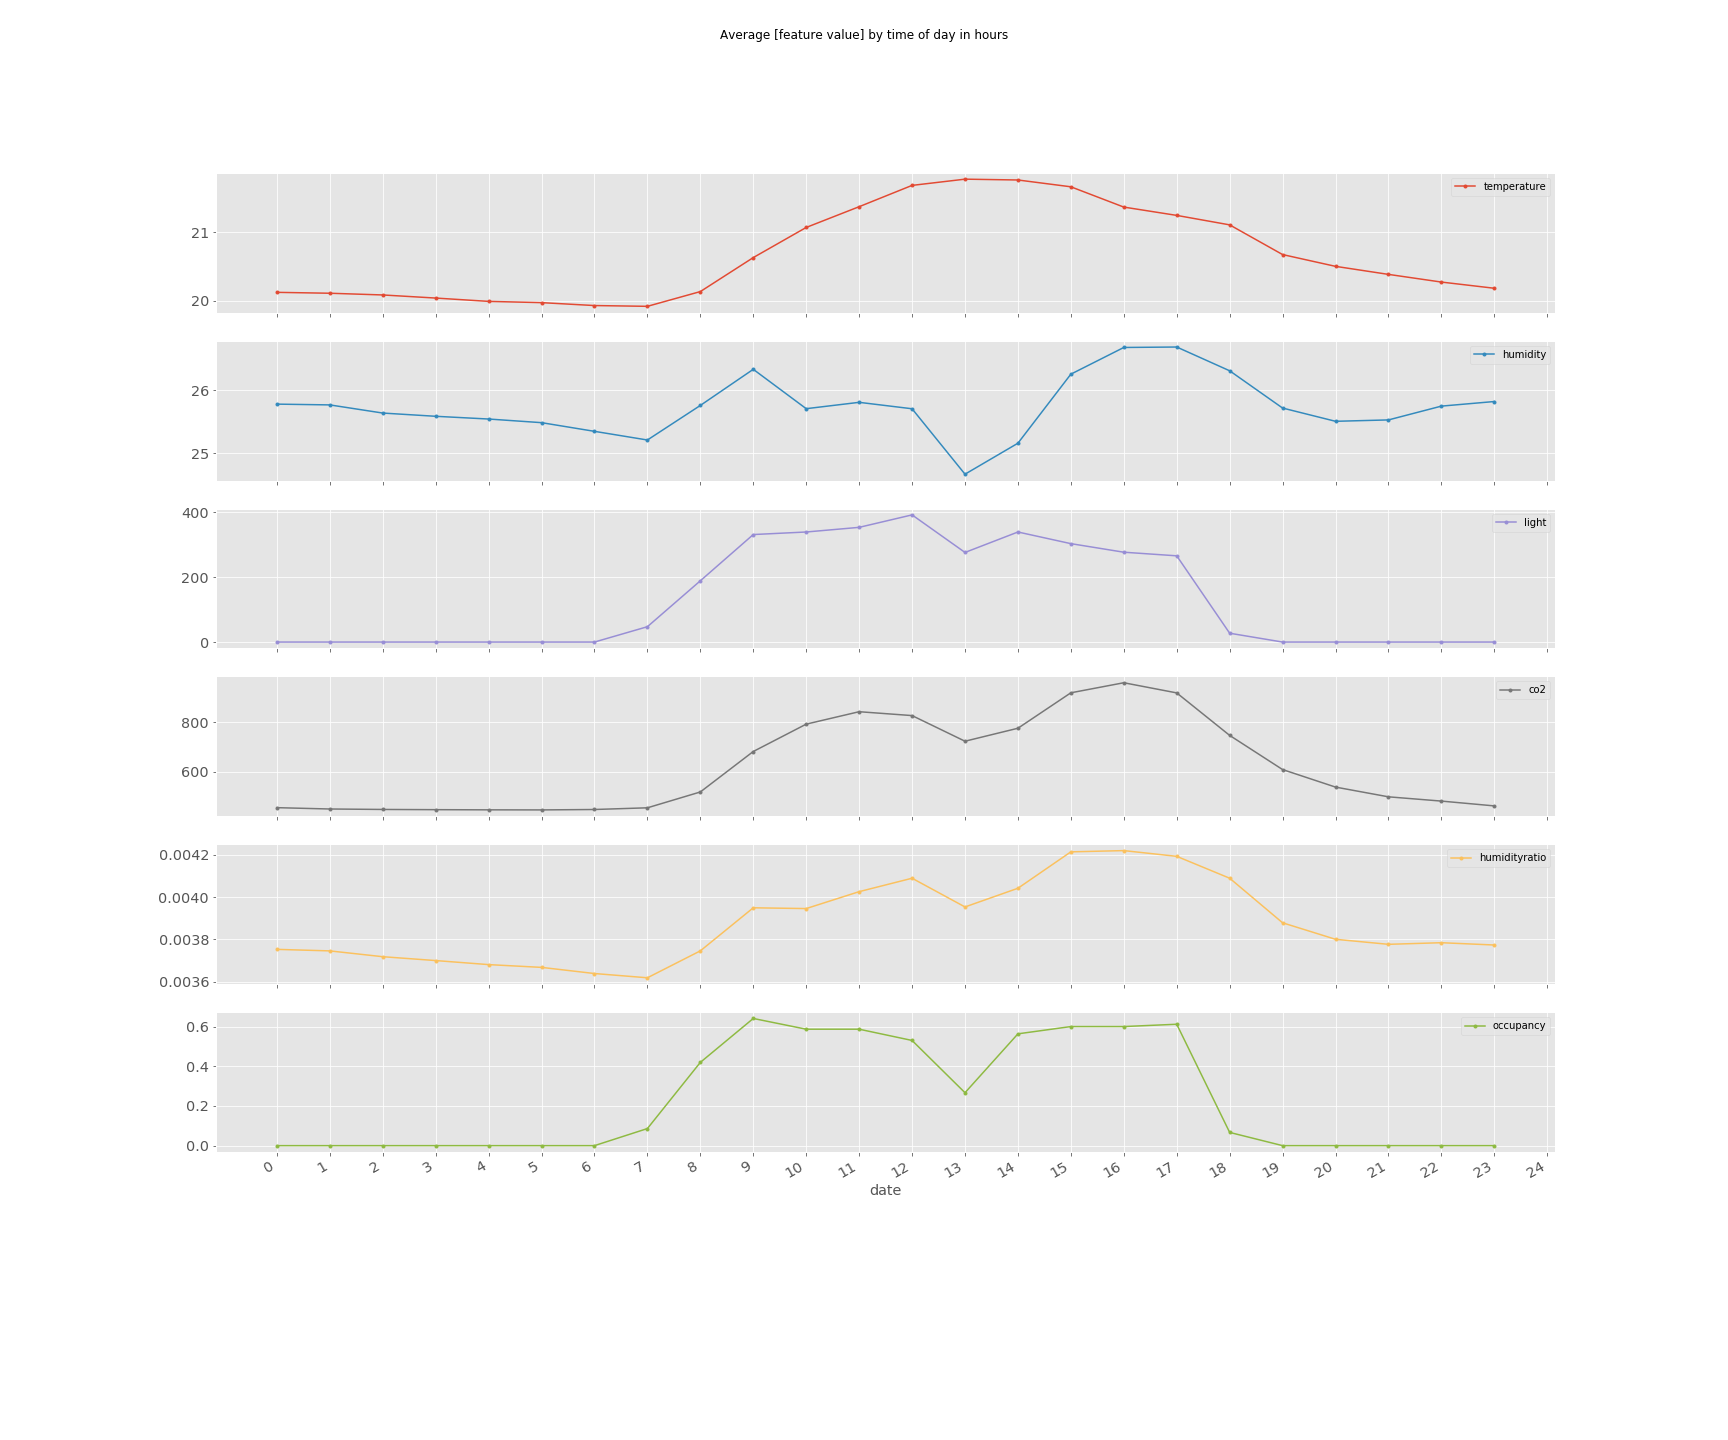 Average [feature value] by time of day in hours
temperature
21
20
humidity
26
25
light
400
200
0
co2
800
600
humidityratio
0.0042
0.0040
0.0038
0.0036
occupancy
0.6
0.4
0.2
0.0
0 1 2 3 4 5 6 7 8 9 10 11 12 13 14 15 16 17 18 19 20 21 22 23 24
date